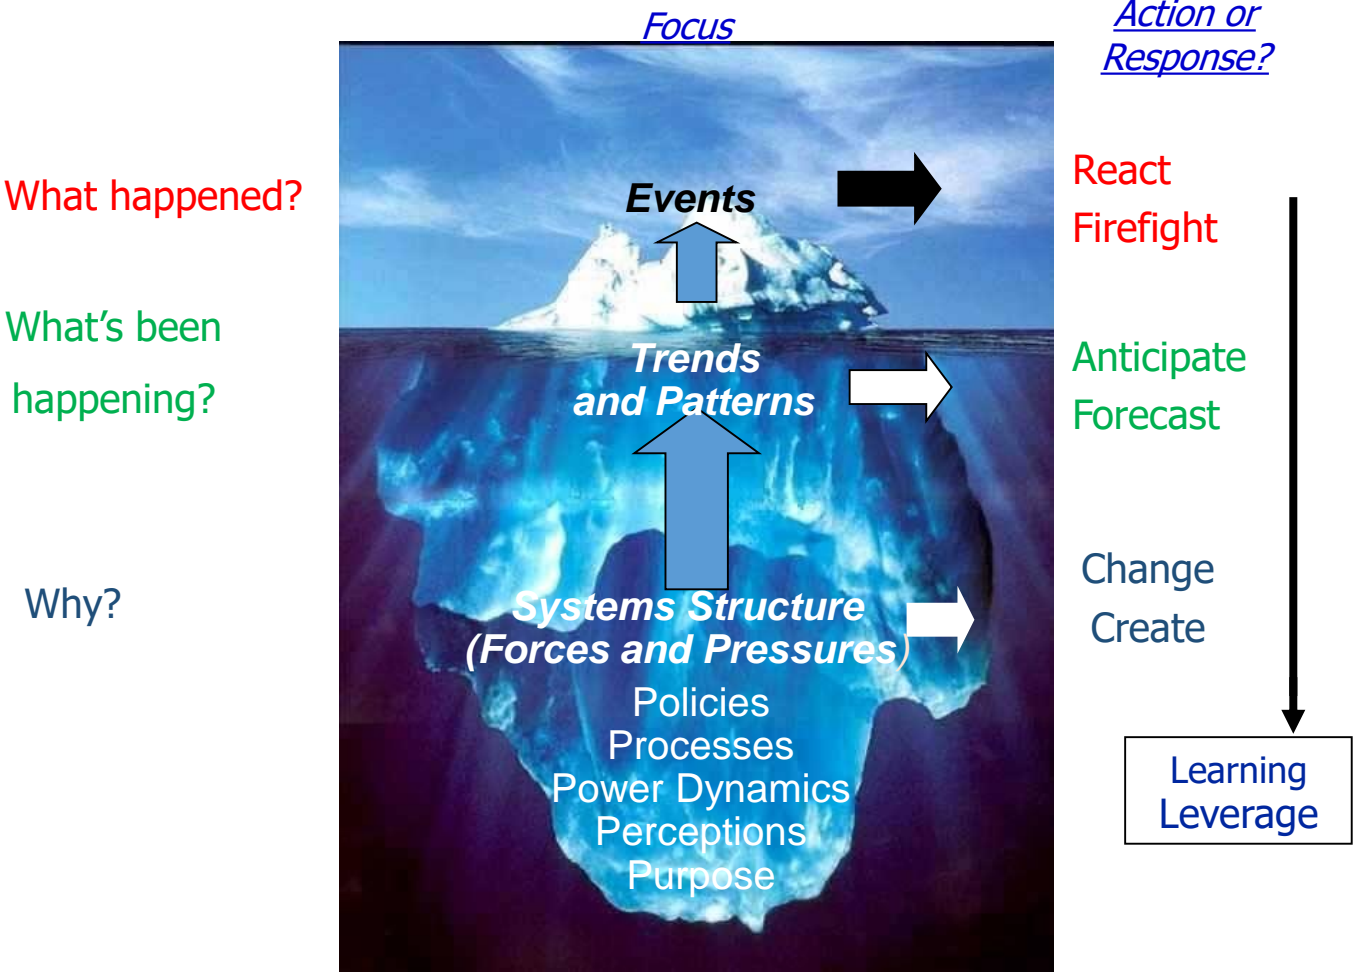 Focus
Action or
Response?
What happened?
Events
React
Firefight
What's been
happening?
Trends
and Patterns
Anticipate
Forecast
Why?
Systems Structure
(Forces and Pressures)
Change
Create
Policies
Processes
Power Dynamics
Perceptions
Purpose
Learning
Leverage